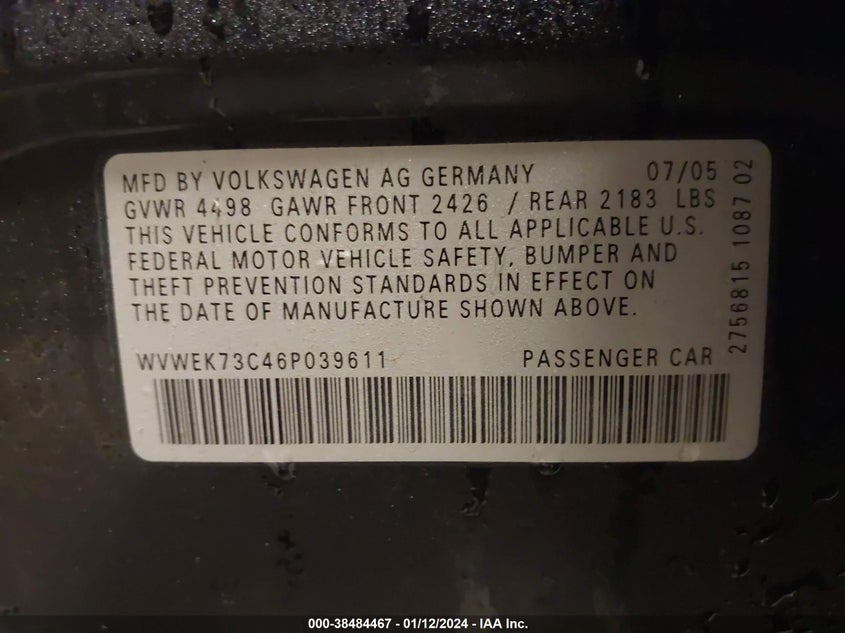 MFD BY VOLKSWAGEN AG GERMANY 07/05
GVWR 4498 GAWR FRONT 2426 / REAR 2183 LBS
THIS VEHICLE CONFORMS TO ALL APPLICABLE U.S.
FEDERAL MOTOR VEHICLE SAFETY, BUMPER AND
THEFT PREVENTION STANDARDS IN EFFECT ON
THE DATE OF MANUFACTURE SHOWN ABOVE.
WVWEK73C46P039611 PASSENGER CAR
2756815 1087 02
000-38484467 - 01/12/2024 - IAA Inc.